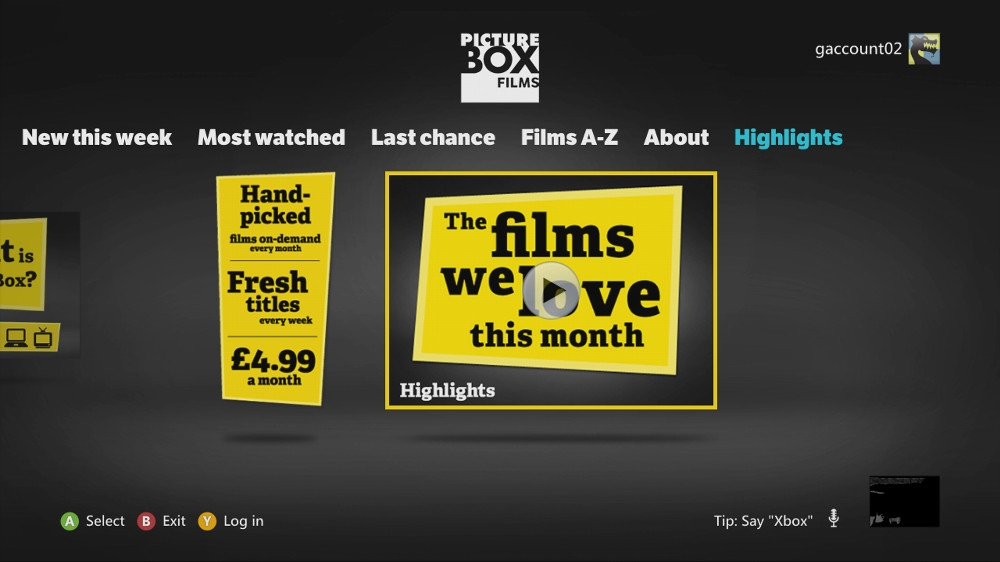 PICTURE
BOX
FILMS
gaccount02
New this week Most watched Last chance Films A-Z About Highlights
t is
Box?
Hand-
picked
films on-demand
every month
Fresh
titles
every week
£4.99
a month
The films
we love
this month
Highlights
A Select B Exit Y Log in
Tip: Say "Xbox"